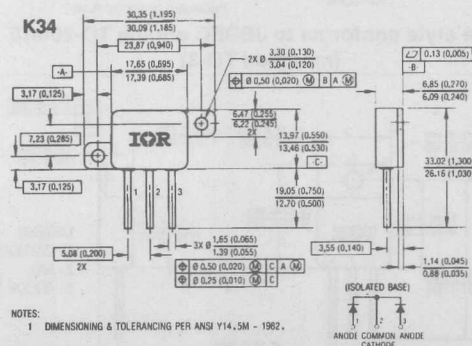 K34
30,35 (1.195)
30,09 (1.185)
23,87 (0,940)
-A-
17,65 (0,695)
17,39 (0,685)
2X Ø
3,30 (0,130)
3,04 (0,120)
⌖ Ø 0,50 (0,020) Ⓜ B A Ⓜ
⏥ 0,13 (0,005)
-B-
6,85 (0,270)
6,09 (0,240)
3,17 (0,125)
6,47 (0,255)
6,22 (0,245)
2X
7,23 (0,285)
IOR
13,97 (0,550)
13,46 (0,530)
-C-
33,02 (1,300)
26,16 (1,030)
3,17 (0,125)
1 2 3
19,05 (0,750)
12,70 (0,500)
5,08 (0,200)
2X
3X Ø
1,65 (0,065)
1,39 (0,055)
3,55 (0,140)
1,14 (0,045)
0,88 (0,035)
⌖ Ø 0,50 (0,020) Ⓜ C A Ⓜ
⌖ Ø 0,25 (0,010) Ⓜ C
(ISOLATED BASE)
1 2 3
ANODE COMMON ANODE
CATHODE
NOTES:
1 DIMENSIONING & TOLERANCING PER ANSI Y14.5M - 1982.